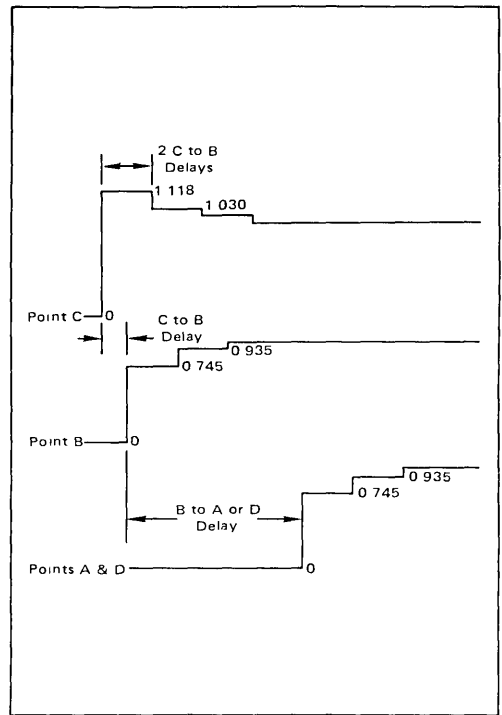 2 C to B
Delays
1 118
1 030
Point C
0
C to B
Delay
0 935
0 745
Point B
0
0 935
B to A or D
Delay
0 745
Points A & D
0